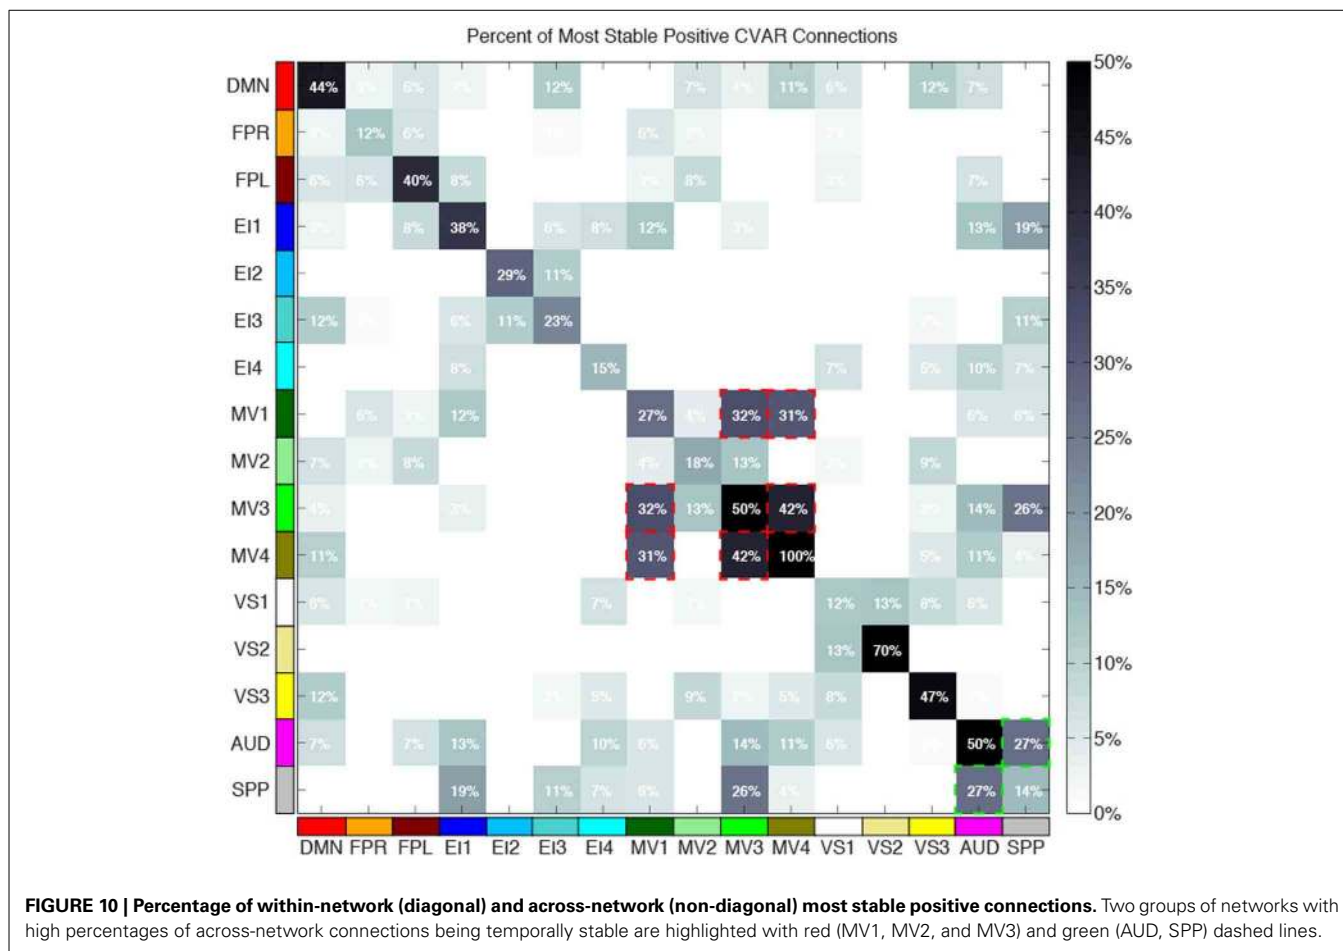 Percent of Most Stable Positive CVAR Connections
DMN 44% 6% 12% 7% 4% 11% 6% 12% 7%
FPR 12% 6% 6%
FPL 6% 6% 40% 8% 8% 7%
EI1 8% 38% 6% 8% 12% 3% 13% 19%
EI2 29% 11%
EI3 12% 6% 11% 23% 11%
EI4 8% 15% 7% 5% 10% 7%
MV1 6% 12% 27% 4% 32% 31% 6% 6%
MV2 7% 8% 4% 18% 13% 9%
MV3 4% 3% 32% 13% 50% 42% 14% 26%
MV4 11% 31% 42% 100% 5% 11% 4%
VS1 6% 7% 12% 13% 8% 6%
VS2 13% 70%
VS3 12% 5% 9% 5% 8% 47%
AUD 7% 7% 13% 10% 6% 14% 11% 6% 50% 27%
SPP 19% 11% 7% 6% 26% 4% 27% 14%
DMN FPR FPL EI1 EI2 EI3 EI4 MV1 MV2 MV3 MV4 VS1 VS2 VS3 AUD SPP
50%
45%
40%
35%
30%
25%
20%
15%
10%
5%
0%
FIGURE 10 | Percentage of within-network (diagonal) and across-network (non-diagonal) most stable positive connections. Two groups of networks with
high percentages of across-network connections being temporally stable are highlighted with red (MV1, MV2, and MV3) and green (AUD, SPP) dashed lines.